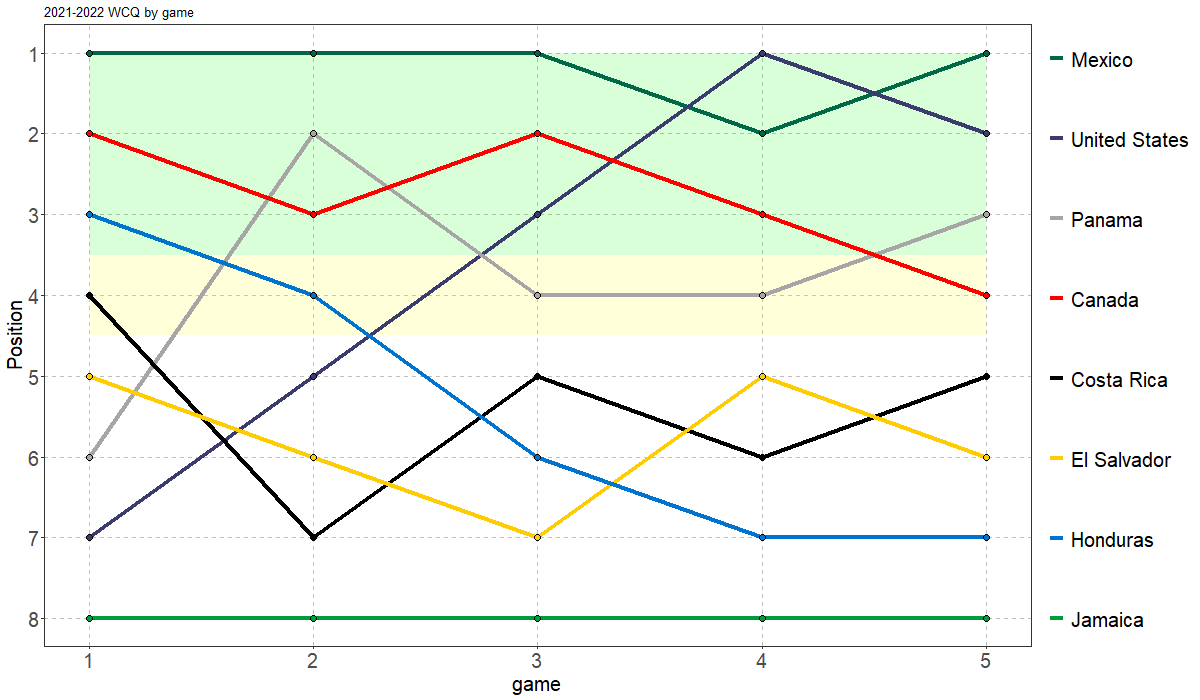 2021-2022 WCQ by game
1
2
3
4
5
6
7
8
Position
1 2 3 4 5
game
Mexico
United States
Panama
Canada
Costa Rica
El Salvador
Honduras
Jamaica